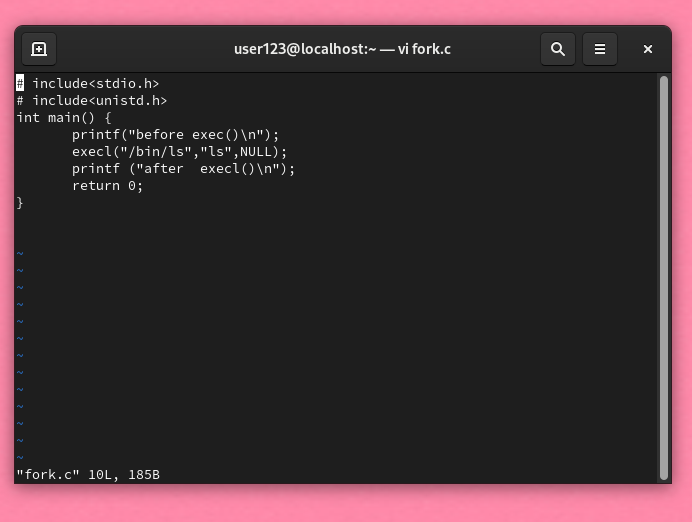 user123@localhost:~ — vi fork.c
# include<stdio.h>
# include<unistd.h>
int main() {
       printf("before exec()\n");
       execl("/bin/ls","ls",NULL);
       printf ("after  execl()\n");
       return 0;
}
~
~
~
~
~
~
~
~
~
~
~
~
~
"fork.c" 10L, 185B